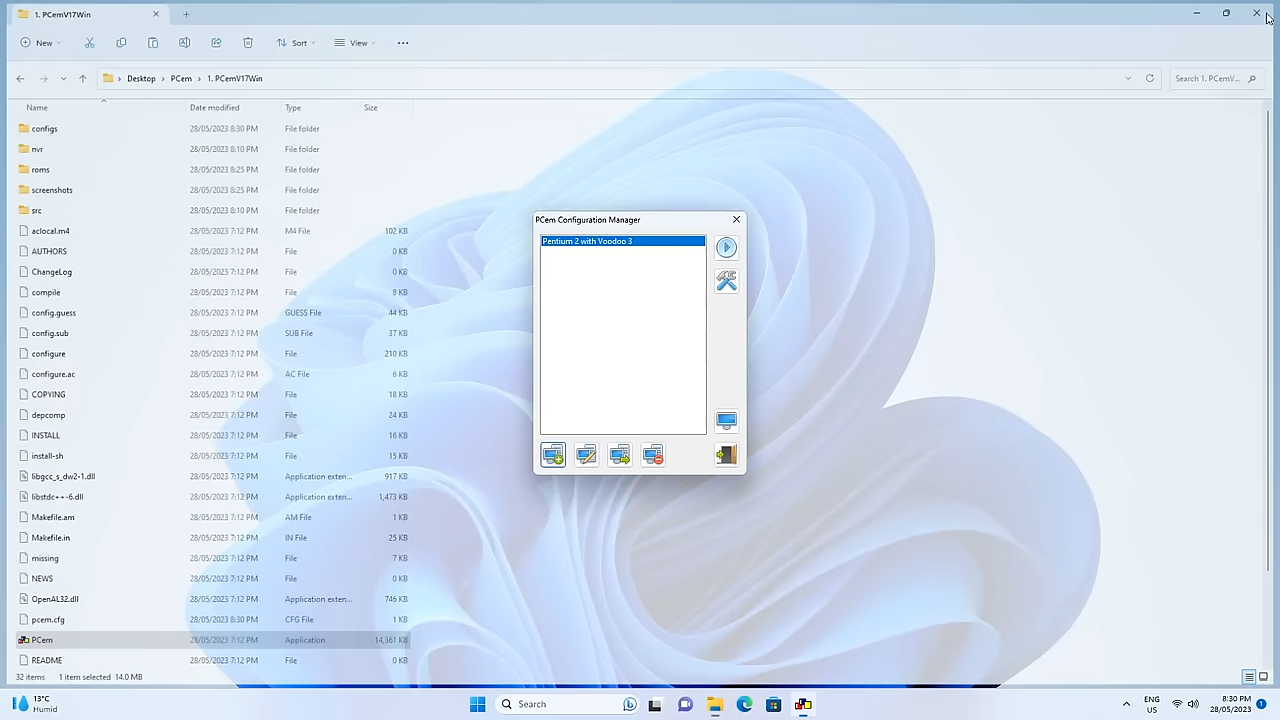 1. PCemV17Win
New
Sort
View
Desktop
PCem
1. PCemV17Win
Search 1. PCemV...
Name
Date modified
Type
Size
configs 28/05/2023 8:30 PM File folder
nvr 28/05/2023 8:10 PM File folder
roms 28/05/2023 8:25 PM File folder
screenshots 28/05/2023 8:25 PM File folder
src 28/05/2023 8:10 PM File folder
aclocal.m4 28/05/2023 7:12 PM M4 File 102 KB
AUTHORS 28/05/2023 7:12 PM File 0 KB
ChangeLog 28/05/2023 7:12 PM File 0 KB
compile 28/05/2023 7:12 PM File 8 KB
config.guess 28/05/2023 7:12 PM GUESS File 44 KB
config.sub 28/05/2023 7:12 PM SUB File 37 KB
configure 28/05/2023 7:12 PM File 210 KB
configure.ac 28/05/2023 7:12 PM AC File 6 KB
COPYING 28/05/2023 7:12 PM File 18 KB
depcomp 28/05/2023 7:12 PM File 24 KB
INSTALL 28/05/2023 7:12 PM File 16 KB
install-sh 28/05/2023 7:12 PM File 15 KB
libgcc_s_dw2-1.dll 28/05/2023 7:12 PM Application exten... 917 KB
libstdc++-6.dll 28/05/2023 7:12 PM Application exten... 1,473 KB
Makefile.am 28/05/2023 7:12 PM AM File 1 KB
Makefile.in 28/05/2023 7:12 PM IN File 25 KB
missing 28/05/2023 7:12 PM File 7 KB
NEWS 28/05/2023 7:12 PM File 0 KB
OpenAL32.dll 28/05/2023 7:12 PM Application exten... 746 KB
pcem.cfg 28/05/2023 8:30 PM CFG File 1 KB
PCem 28/05/2023 7:12 PM Application 14,361 KB
README 28/05/2023 7:12 PM File 0 KB
32 items 1 item selected 14.0 MB
PCem Configuration Manager
Pentium 2 with Voodoo 3
13°C
Humid
Search
ENG
US
8:30 PM
28/05/2023
1